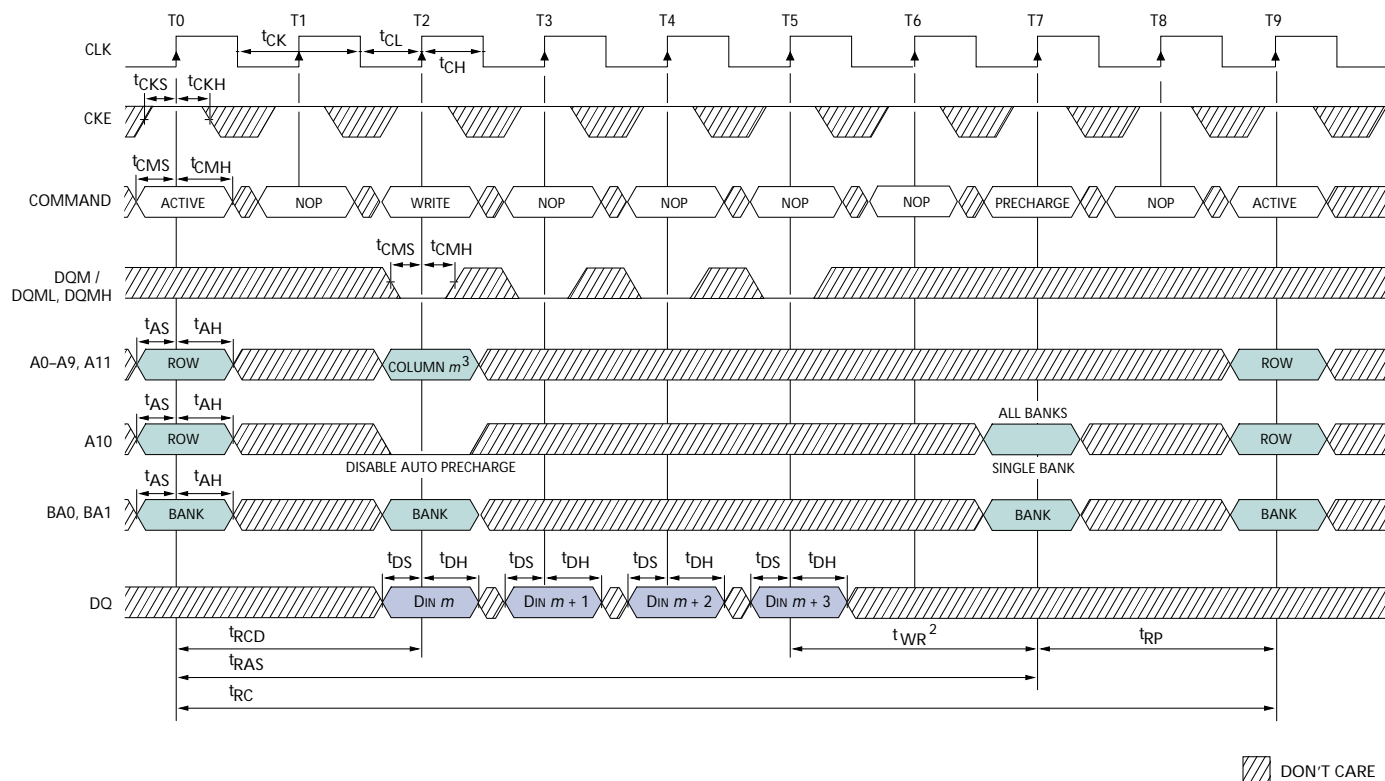 T0 T1 T2 T3 T4 T5 T6 T7 T8 T9
CLK
tCK tCL
tCH
tCKS tCKH
CKE
tCMS tCMH
COMMAND ACTIVE NOP WRITE NOP NOP NOP NOP PRECHARGE NOP ACTIVE
tCMS tCMH
DQM /
DQML, DQMH
tAS tAH
A0–A9, A11 ROW COLUMN m3 ROW
tAS tAH ALL BANKS
A10 ROW ROW
DISABLE AUTO PRECHARGE SINGLE BANK
tAS tAH
BA0, BA1 BANK BANK BANK BANK
tDS tDH tDS tDH tDS tDH tDS tDH
DQ DIN m DIN m + 1 DIN m + 2 DIN m + 3
tRCD tWR2 tRP
tRAS
tRC
DON'T CARE